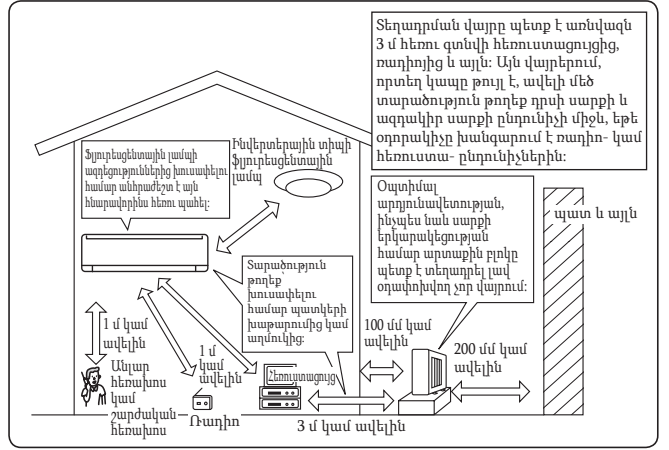 Տեղադրման վայրը պետք է առնվազն
3 մ հեռու գտնվի հեռուստացույցից,
ռադիոյից և այլն: Այն վայրերում,
որտեղ կապը թույլ է, ավելի մեծ
տարածություն թողեք դրսի սարքի և
ազդակիր սարքի ընդունիչի միջև, եթե
օդորակիչը խանգարում է ռադիո- կամ
հեռուստա- ընդունիչներին:
Ֆլյուրեսցենտային լամպի
ազդեցություններից խուսափելու
համար անհրաժեշտ է այն
հնարավորինս հեռու պահել:
Ինվերտերային տիպի
ֆլյուրեսցենտային
լամպ
Օպտիմալ
արդյունավետության,
ինչպես նաև սարքի
երկարակեցության
համար արտաքին բլոկը
պետք է տեղադրել լավ
օդափոխվող չոր վայրում:
պատ և այլն
Տարածություն
թողեք՝
խուսափելու
համար պատկերի
խաթարումից կամ
աղմուկից:
1 մ կամ
ավելին
Անլար
հեռախոս
կամ
շարժական
հեռախոս
1 մ
կամ
ավելին
Ռադիո
Հեռուստացույց
3 մ կամ ավելին
100 մմ կամ
ավելին
200 մմ կամ
ավելին